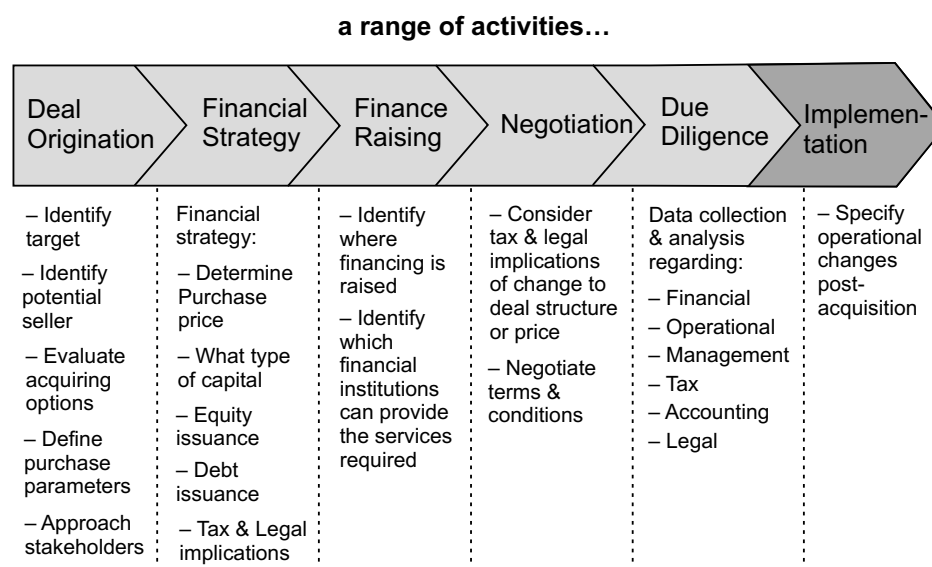 a range of activities…
Deal
Origination
Financial
Strategy
Finance
Raising
Negotiation
Due
Diligence
Implemen-
tation
– Identify
target
– Identify
potential
seller
– Evaluate
acquiring
options
– Define
purchase
parameters
– Approach
stakeholders
Financial
strategy:
– Determine
Purchase
price
– What type
of capital
– Equity
issuance
– Debt
issuance
– Tax & Legal
implications
– Identify
where
financing is
raised
– Identify
which
financial
institutions
can provide
the services
required
– Consider
tax & legal
implications
of change to
deal structure
or price
– Negotiate
terms &
conditions
Data collection
& analysis
regarding:
– Financial
– Operational
– Management
– Tax
– Accounting
– Legal
– Specify
operational
changes
post-
acquisition